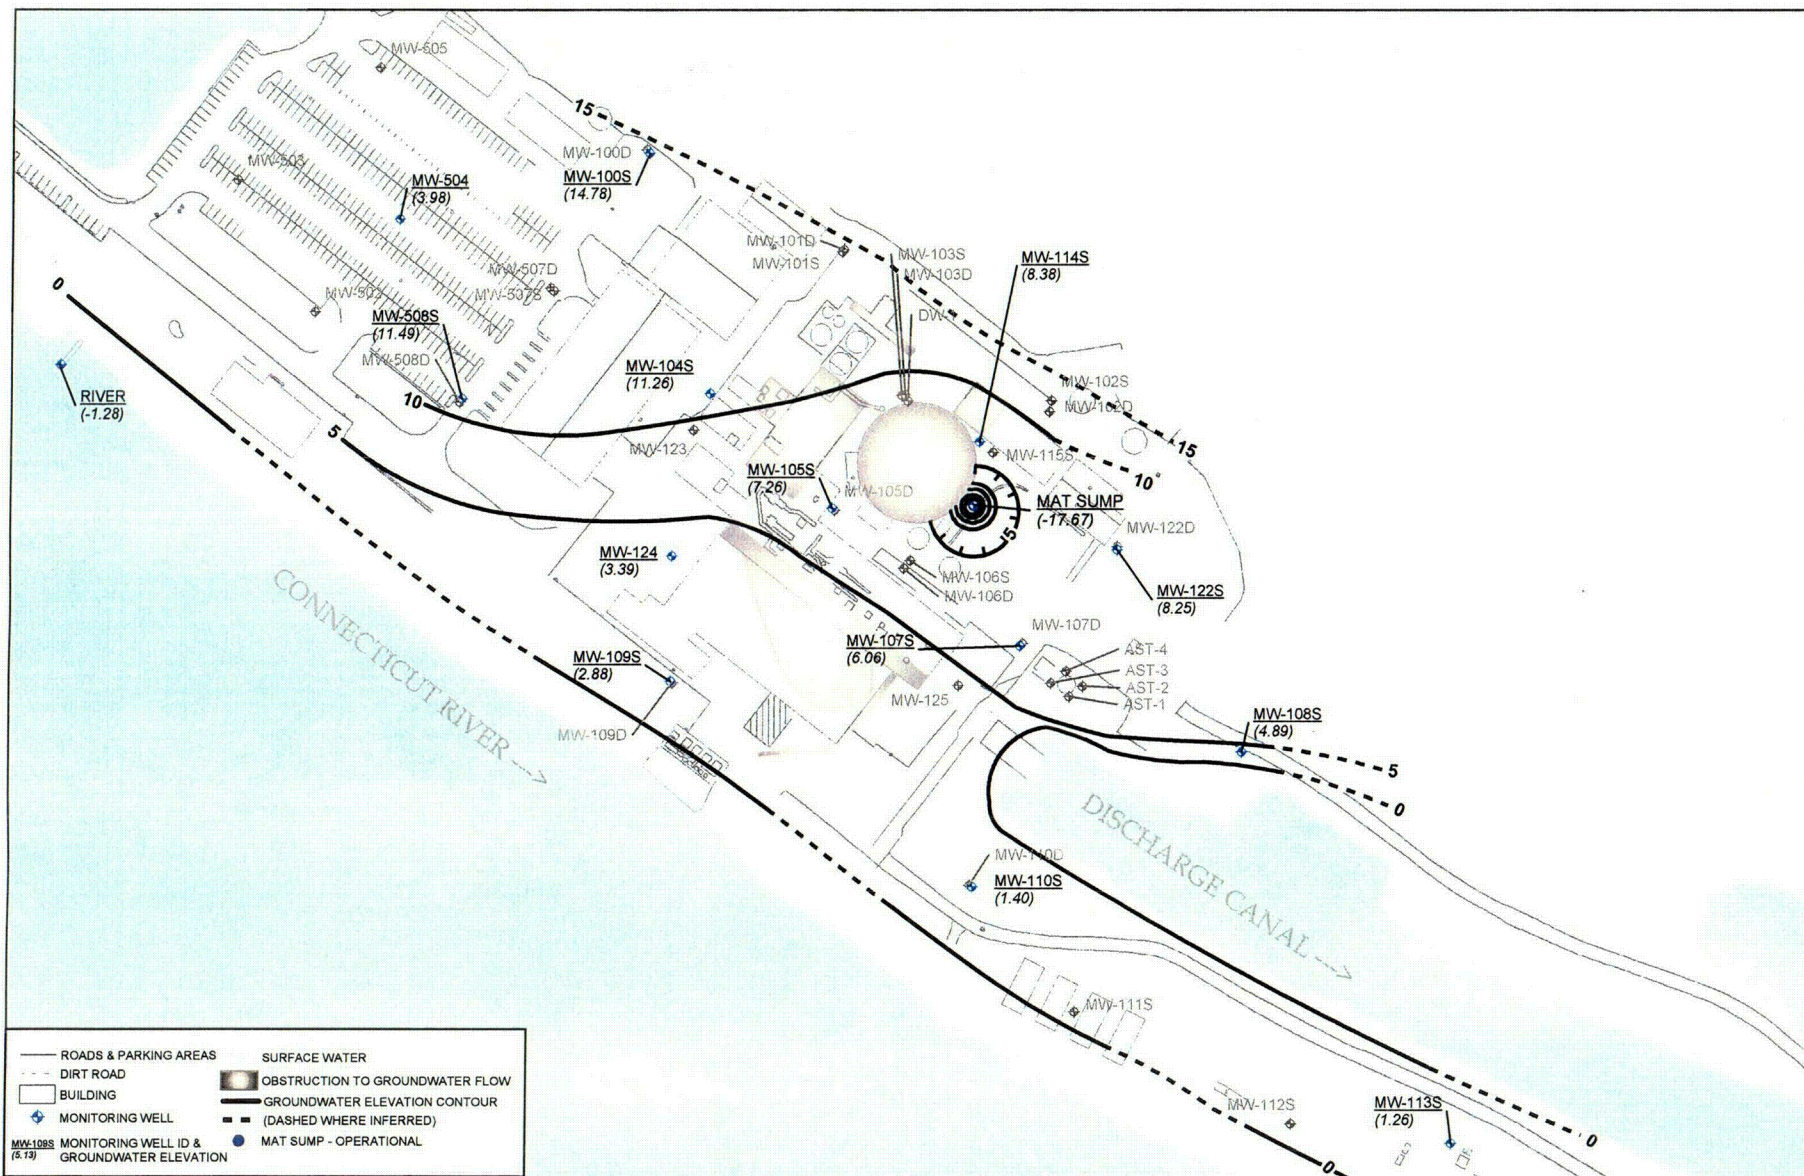 MW-505
15
MW-100D
MW-100S
(14.78)
MW-503
MW-504
(3.98)
MW-101D
MW-101S
MW-103S
MW-103D
MW-114S
(8.38)
MW-507D
MW-507S
0
MW-502
MW-508S
(11.49)
MW-508D
DW-1
RIVER
(-1.28)
10
MW-104S
(11.26)
MW-102S
MW-102D
5
MW-123
MW-115S
15
10
MW-105S
(7.26)
MW-105D
MAT SUMP
(-17.67)
5
MW-122D
MW-124
(3.39)
MW-106S
MW-106D
MW-122S
(8.25)
CONNECTICUT RIVER --->
MW-107S
(6.06)
MW-107D
AST-4
AST-3
AST-2
AST-1
MW-109S
(2.88)
MW-125
MW-109D
MW-108S
(4.89)
5
0
DISCHARGE CANAL --->
MW-110D
MW-110S
(1.40)
MW-111S
MW-112S
MW-113S
(1.26)
0
0
ROADS & PARKING AREAS
DIRT ROAD
BUILDING
MONITORING WELL
MW-109S
(5.13)
MONITORING WELL ID &
GROUNDWATER ELEVATION
SURFACE WATER
OBSTRUCTION TO GROUNDWATER FLOW
GROUNDWATER ELEVATION CONTOUR
(DASHED WHERE INFERRED)
MAT SUMP - OPERATIONAL